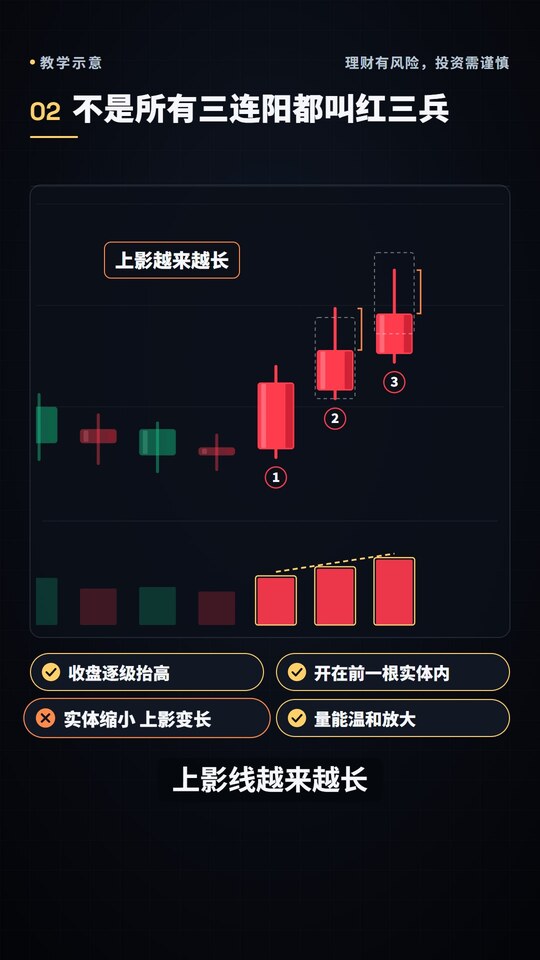 教学示意
理财有风险，投资需谨慎
02 不是所有三连阳都叫红三兵
上影越来越长
3
2
1
收盘逐级抬高
开在前一根实体内
实体缩小 上影变长
量能温和放大
上影线越来越长